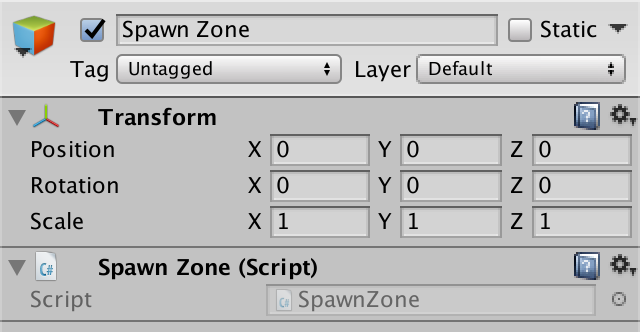 Spawn Zone Static
Tag Untagged Layer Default
Transform
Position X 0 Y 0 Z 0
Rotation X 0 Y 0 Z 0
Scale X 1 Y 1 Z 1
C# Spawn Zone (Script)
Script C# SpawnZone